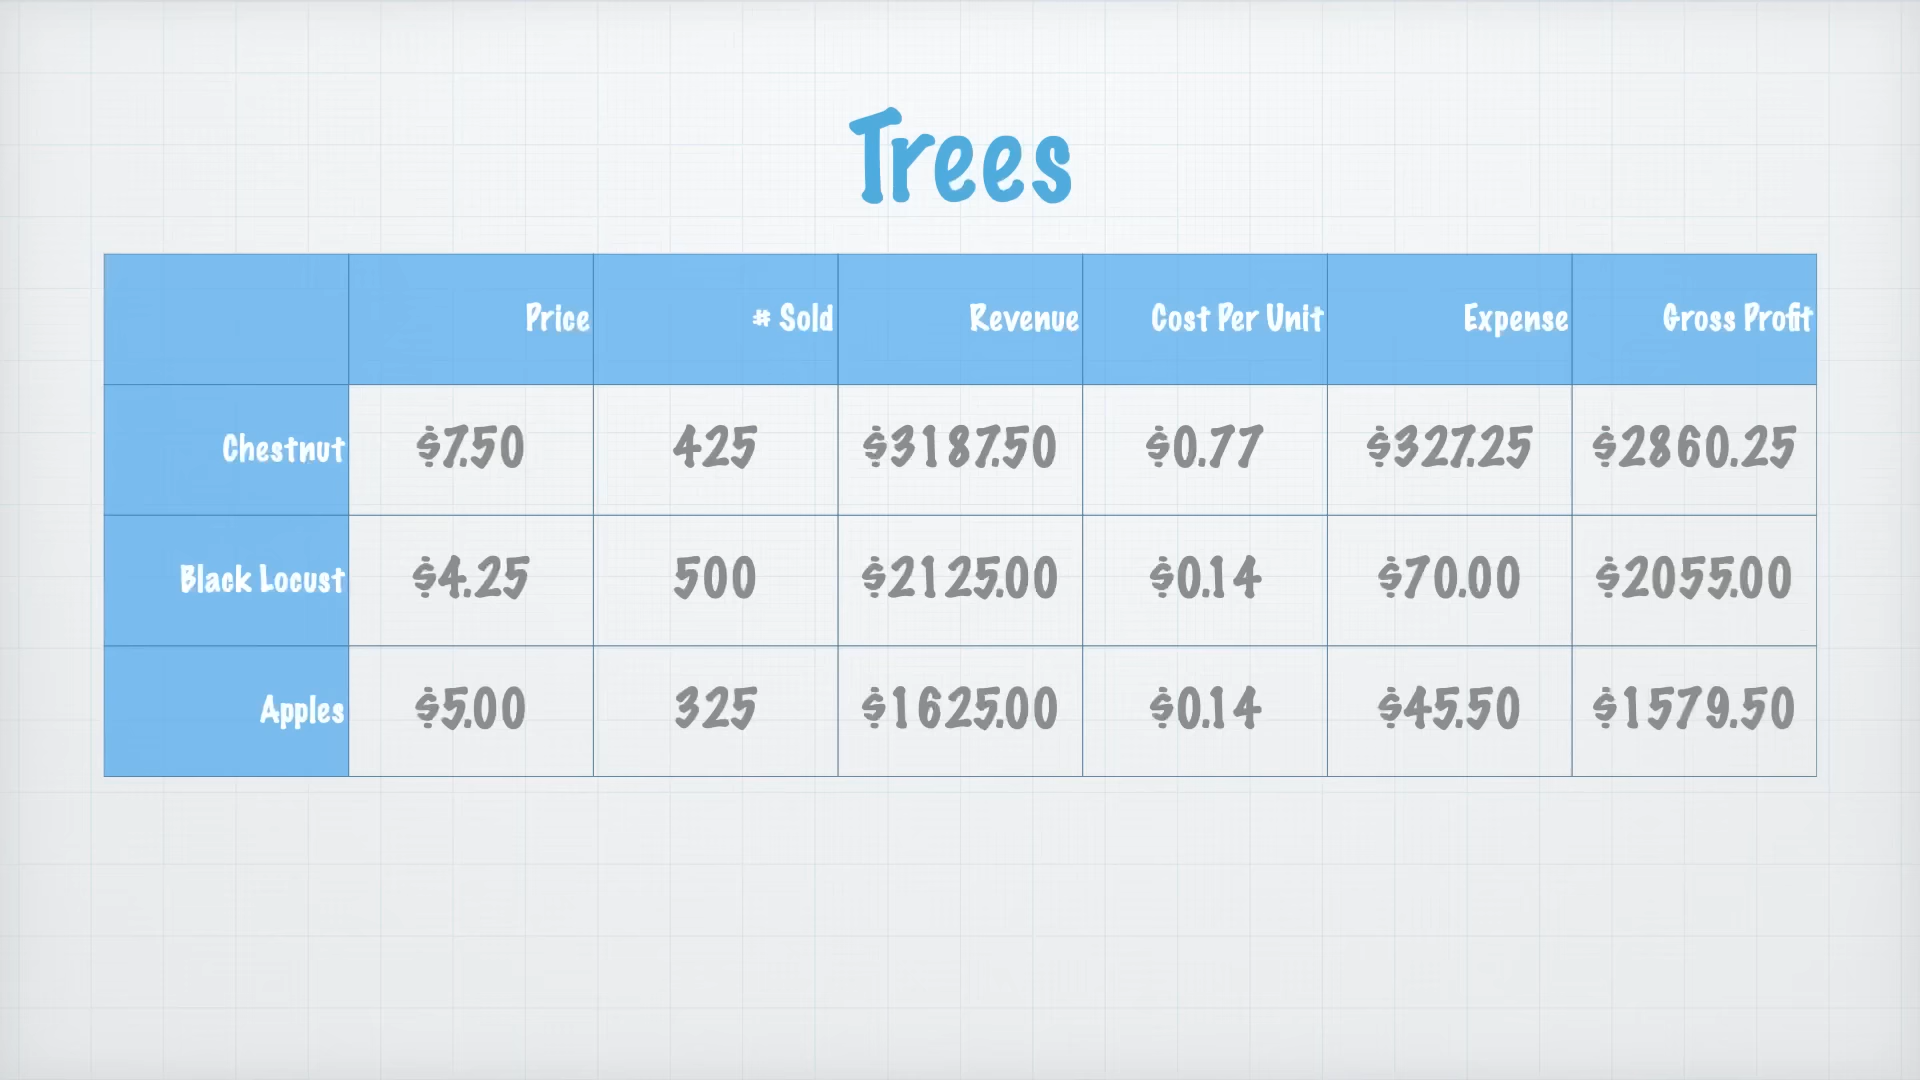 Trees
Price # Sold Revenue Cost Per Unit Expense Gross Profit
Chestnut $7.50 425 $3187.50 $0.77 $327.25 $2860.25
Black Locust $4.25 500 $2125.00 $0.14 $70.00 $2055.00
Apples $5.00 325 $1625.00 $0.14 $45.50 $1579.50